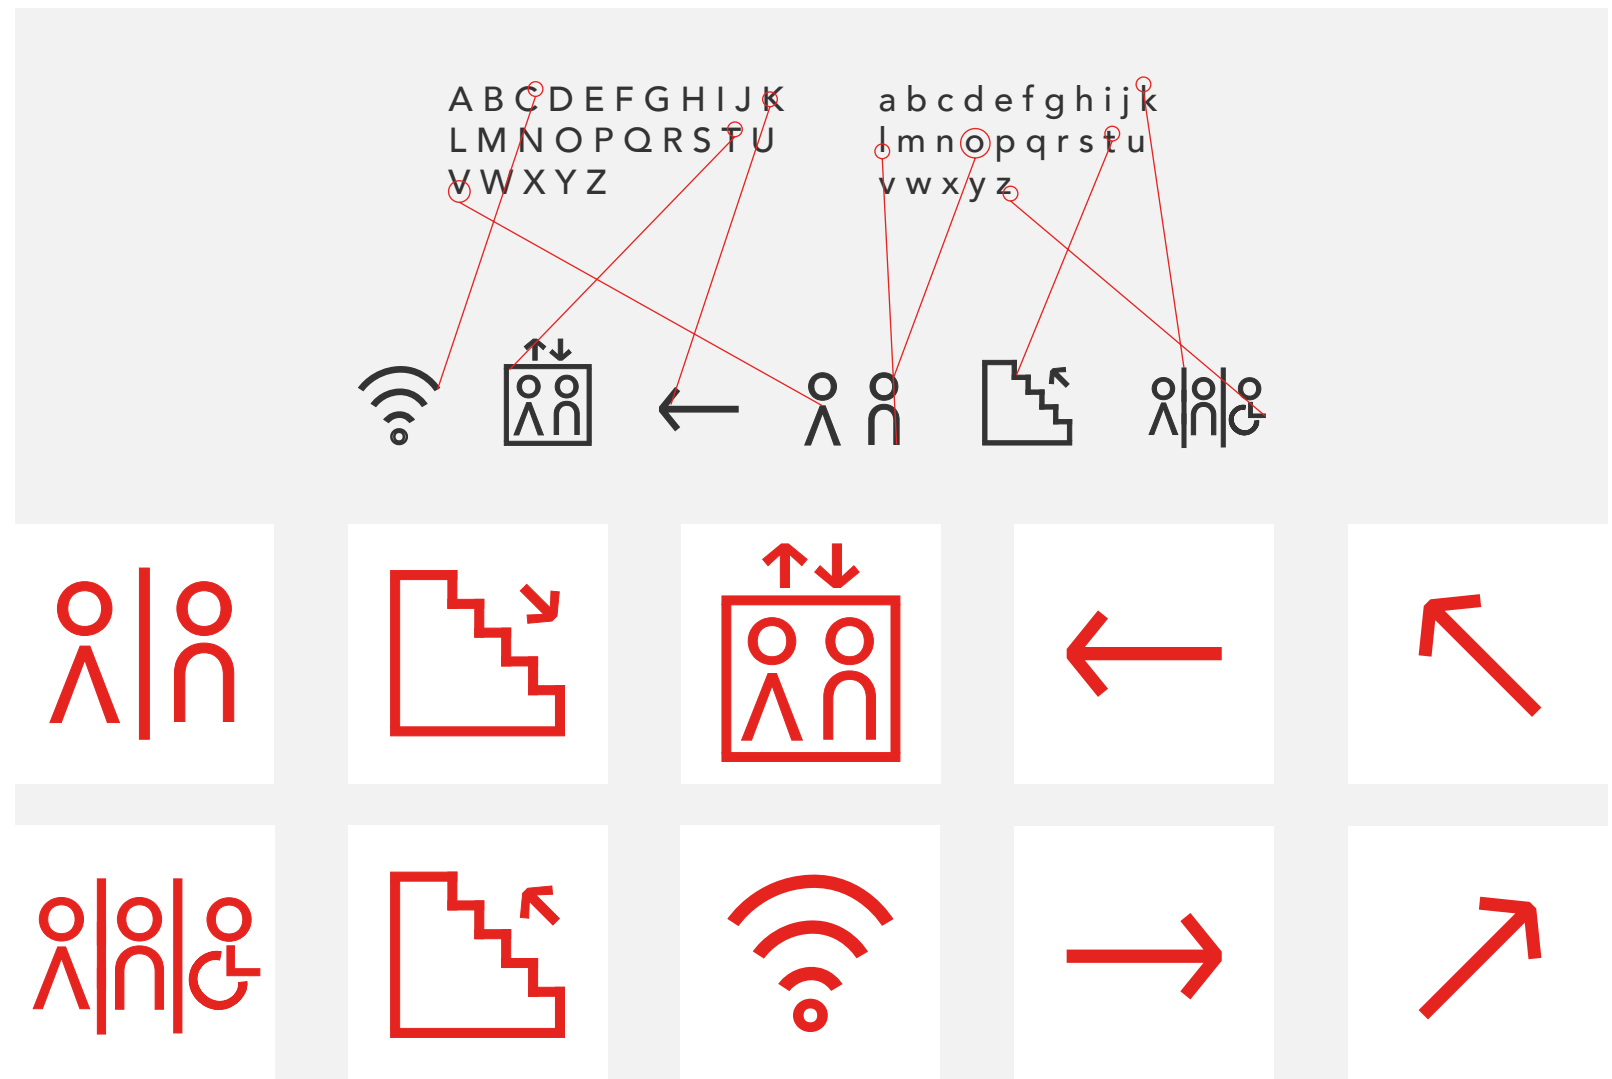 A B C D E F G H I J K
L M N O P Q R S T U
V W X Y Z
a b c d e f g h i j k
l m n o p q r s t u
v w x y z